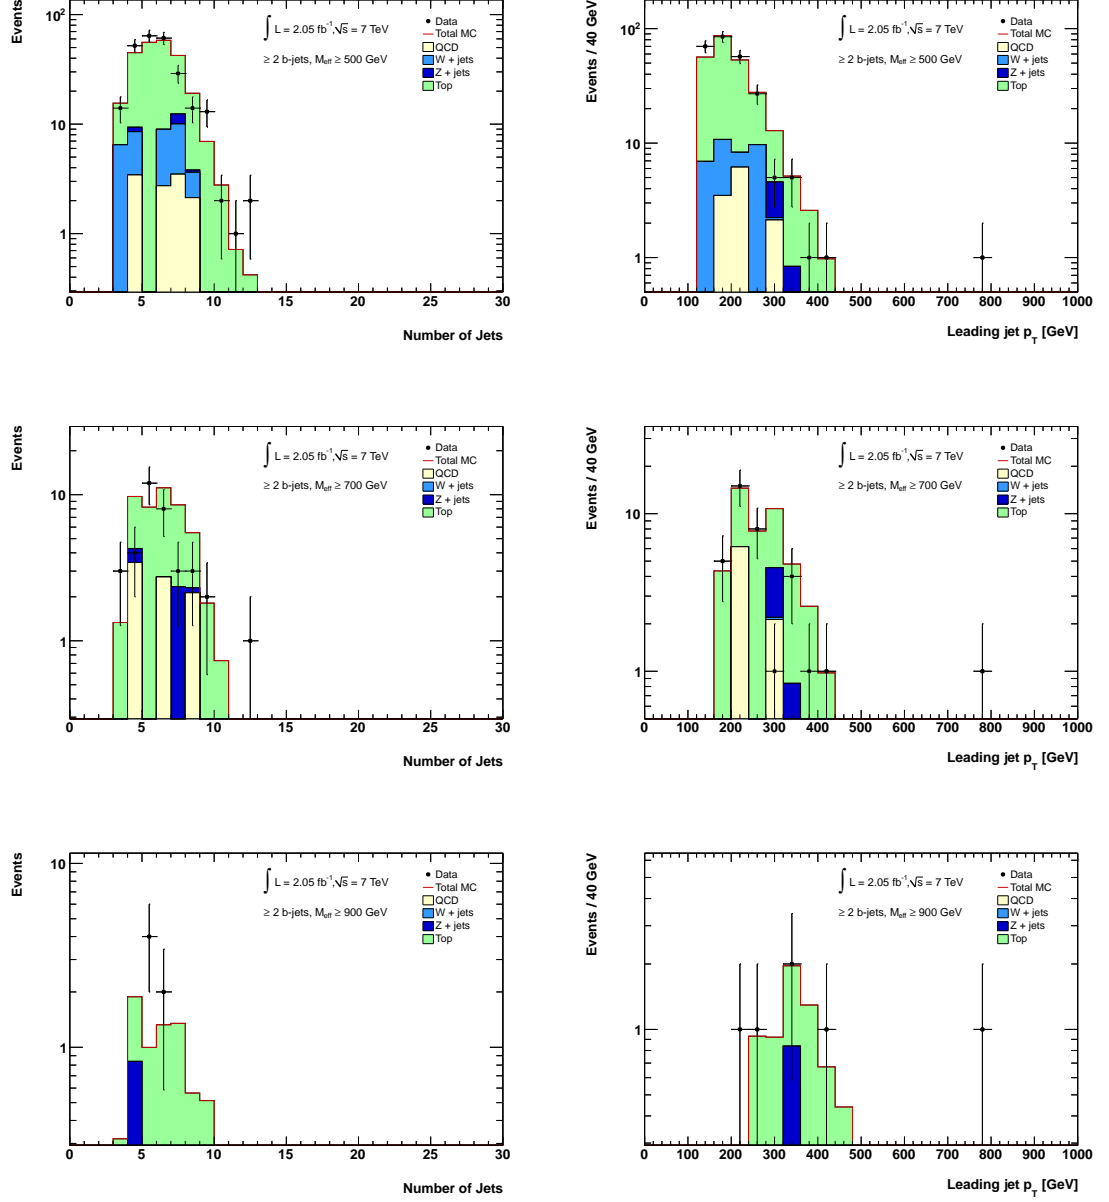 Events
10²
10
1
∫ L = 2.05 fb⁻¹,√s = 7 TeV
≥ 2 b-jets, M_eff ≥ 500 GeV
Data
Total MC
QCD
W + jets
Z + jets
Top
0 5 10 15 20 25 30
Number of Jets
Events / 40 GeV
10²
10
1
∫ L = 2.05 fb⁻¹,√s = 7 TeV
≥ 2 b-jets, M_eff ≥ 500 GeV
Data
Total MC
QCD
W + jets
Z + jets
Top
0 100 200 300 400 500 600 700 800 900 1000
Leading jet p_T [GeV]
Events
10
1
∫ L = 2.05 fb⁻¹,√s = 7 TeV
≥ 2 b-jets, M_eff ≥ 700 GeV
Data
Total MC
QCD
W + jets
Z + jets
Top
0 5 10 15 20 25 30
Number of Jets
Events / 40 GeV
10
1
∫ L = 2.05 fb⁻¹,√s = 7 TeV
≥ 2 b-jets, M_eff ≥ 700 GeV
Data
Total MC
QCD
W + jets
Z + jets
Top
0 100 200 300 400 500 600 700 800 900 1000
Leading jet p_T [GeV]
Events
10
1
∫ L = 2.05 fb⁻¹,√s = 7 TeV
≥ 2 b-jets, M_eff ≥ 900 GeV
Data
Total MC
QCD
W + jets
Z + jets
Top
0 5 10 15 20 25 30
Number of Jets
Events / 40 GeV
1
∫ L = 2.05 fb⁻¹,√s = 7 TeV
≥ 2 b-jets, M_eff ≥ 900 GeV
Data
Total MC
QCD
W + jets
Z + jets
Top
0 100 200 300 400 500 600 700 800 900 1000
Leading jet p_T [GeV]